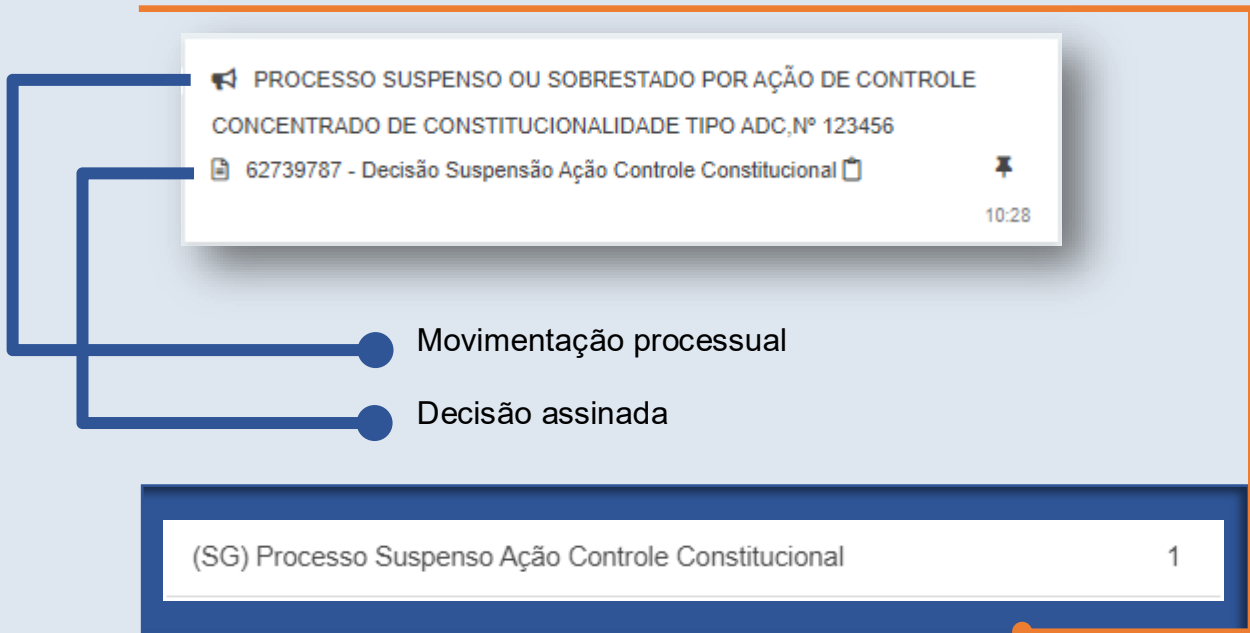 PROCESSO SUSPENSO OU SOBRESTADO POR AÇÃO DE CONTROLE
CONCENTRADO DE CONSTITUCIONALIDADE TIPO ADC,Nº 123456
62739787 - Decisão Suspensão Ação Controle Constitucional
10:28
Movimentação processual
Decisão assinada
(SG) Processo Suspenso Ação Controle Constitucional 1